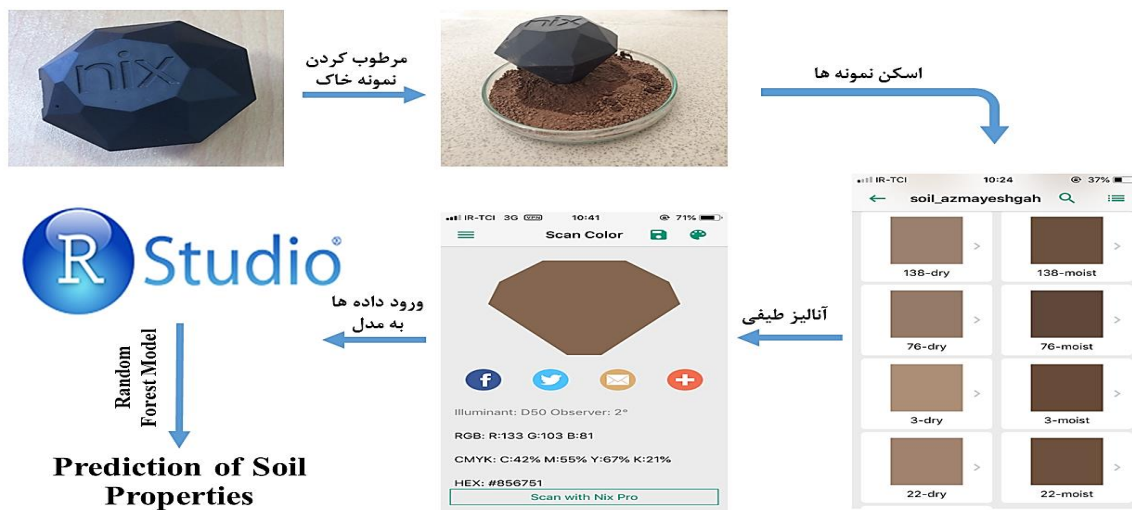 nix
مرطوب کردن
نمونه خاک
nix
اسکن نمونه ها
IR-TCI 10:24 37%
soil_azmayeshgah
138-dry 138-moist
76-dry 76-moist
3-dry 3-moist
22-dry 22-moist
آنالیز طیفی
IR-TCI 3G VPN 10:41 71%
Scan Color
f
Illuminant: D50 Observer: 2°
RGB: R:133 G:103 B:81
CMYK: C:42% M:55% Y:67% K:21%
HEX: #856751
Scan with Nix Pro
ورود داده ها
به مدل
R Studio®
Random
Forest Model
Prediction of Soil
Properties